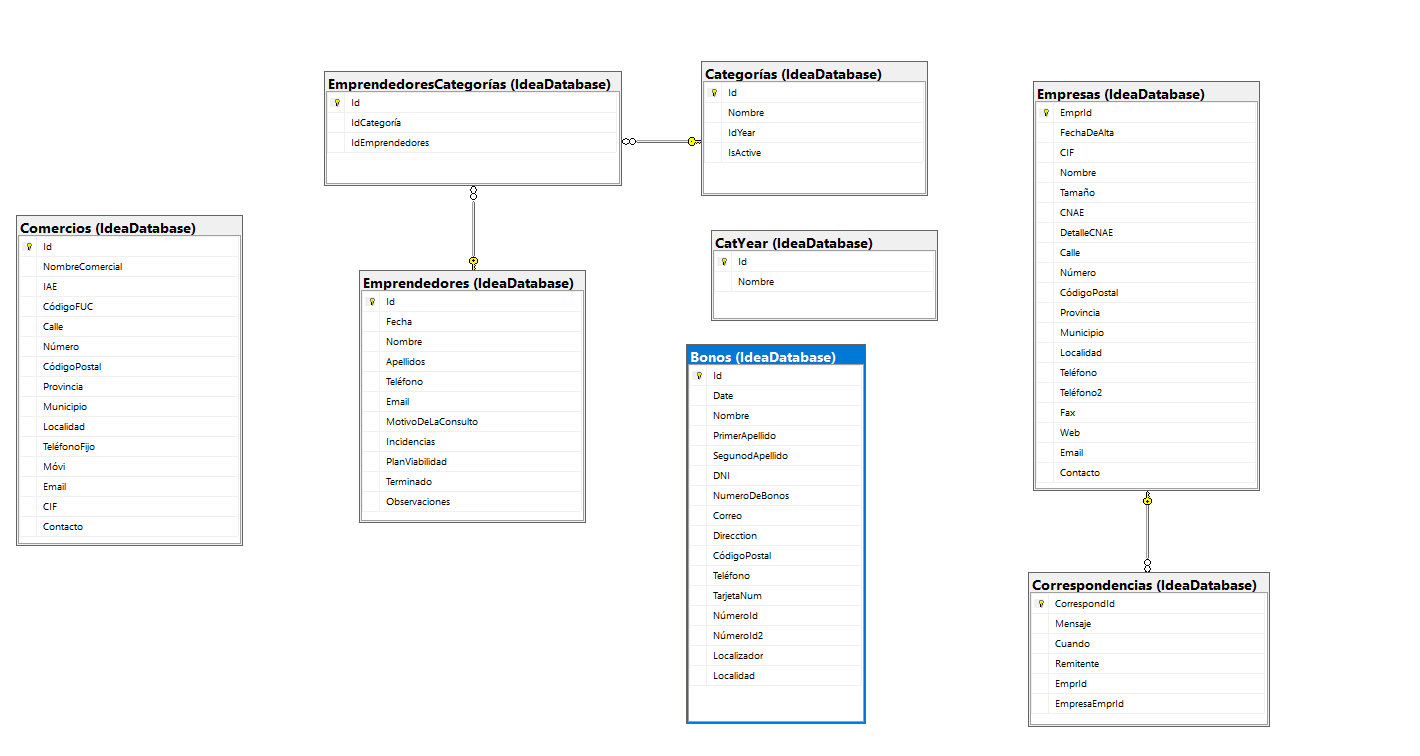 EmprendedoresCategorías (IdeaDatabase)
Id
IdCategoría
IdEmprendedores
Categorías (IdeaDatabase)
Id
Nombre
IdYear
IsActive
Empresas (IdeaDatabase)
EmprId
FechaDeAlta
CIF
Nombre
Tamaño
CNAE
DetalleCNAE
Calle
Número
CódigoPostal
Provincia
Municipio
Localidad
Teléfono
Teléfono2
Fax
Web
Email
Contacto
Comercios (IdeaDatabase)
Id
NombreComercial
IAE
CódigoFUC
Calle
Número
CódigoPostal
Provincia
Municipio
Localidad
TeléfonoFijo
Móvi
Email
CIF
Contacto
CatYear (IdeaDatabase)
Id
Nombre
Emprendedores (IdeaDatabase)
Id
Fecha
Nombre
Apellidos
Teléfono
Email
MotivoDeLaConsulto
Incidencias
PlanViabilidad
Terminado
Observaciones
Bonos (IdeaDatabase)
Id
Date
Nombre
PrimerApellido
SegunodApellido
DNI
NumeroDeBonos
Correo
Direcction
CódigoPostal
Teléfono
TarjetaNum
NúmeroId
NúmeroId2
Localizador
Localidad
Correspondencias (IdeaDatabase)
CorrespondId
Mensaje
Cuando
Remitente
EmprId
EmpresaEmprId